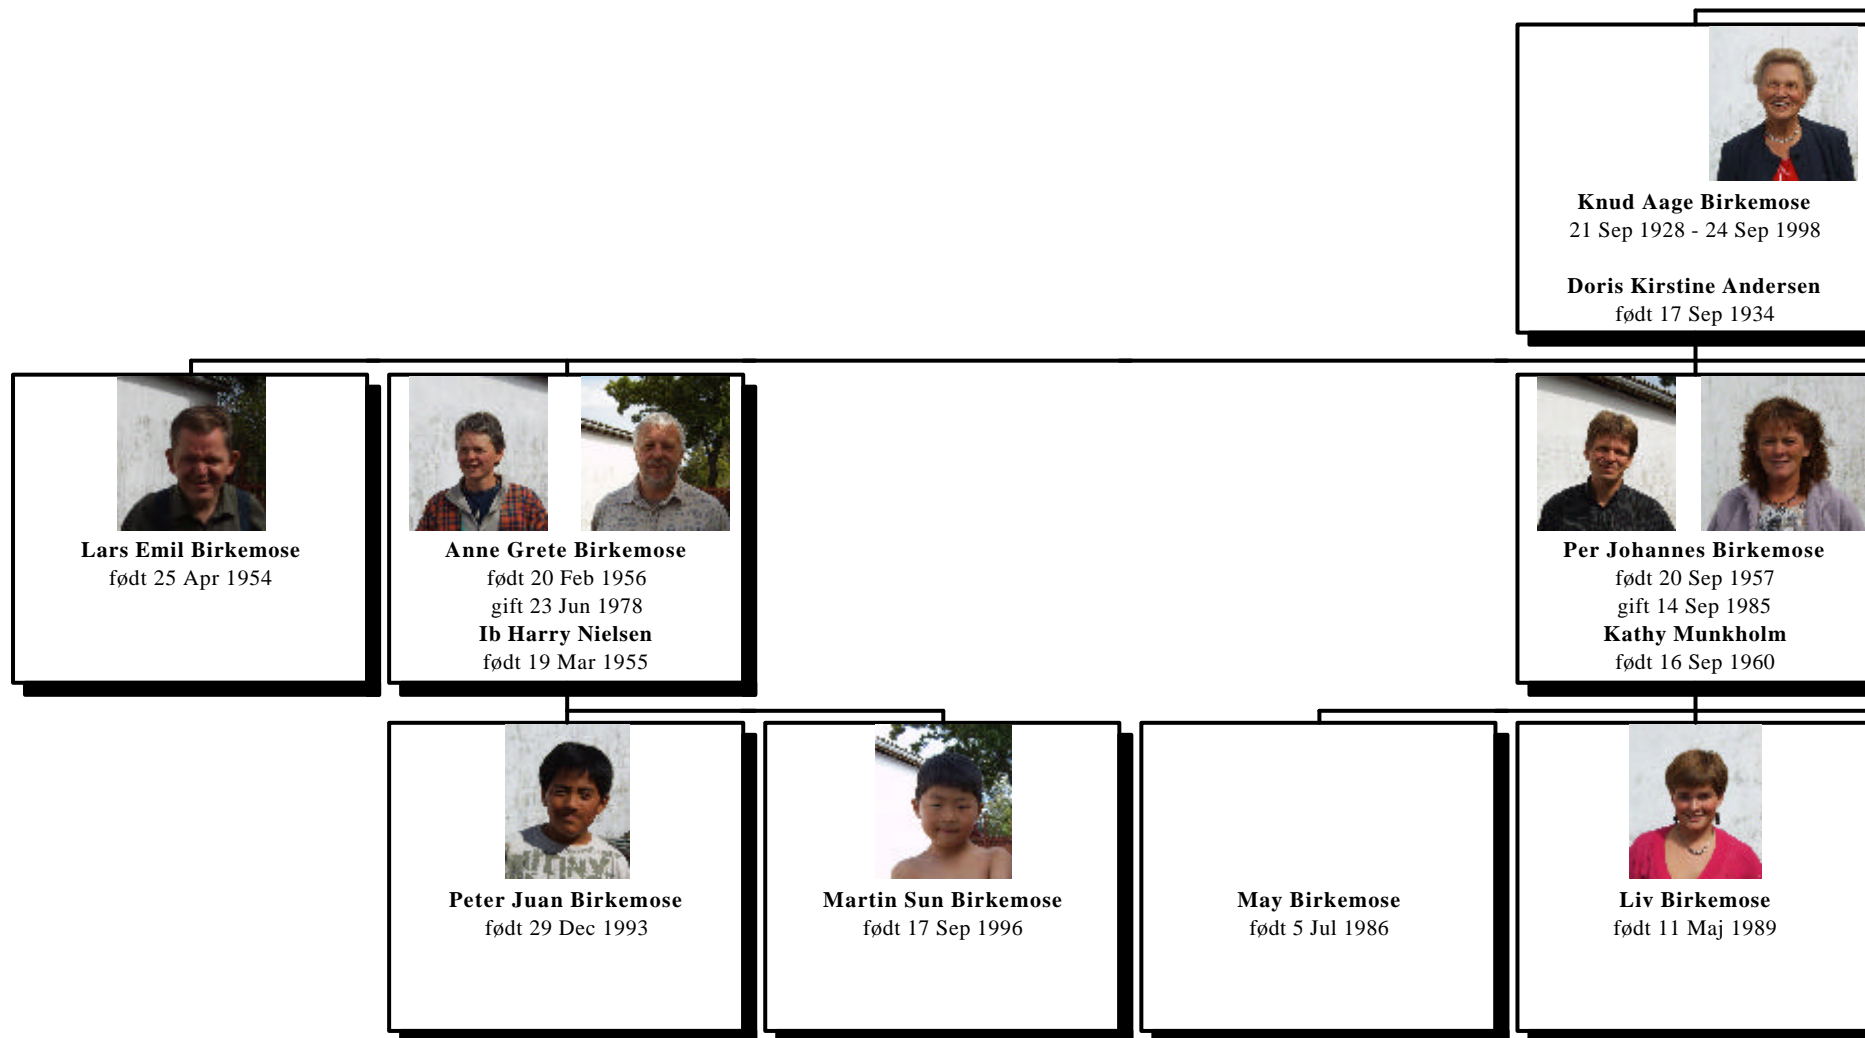 Knud Aage Birkemose
21 Sep 1928 - 24 Sep 1998
Doris Kirstine Andersen
født 17 Sep 1934
Lars Emil Birkemose
født 25 Apr 1954
Anne Grete Birkemose
født 20 Feb 1956
gift 23 Jun 1978
Ib Harry Nielsen
født 19 Mar 1955
Per Johannes Birkemose
født 20 Sep 1957
gift 14 Sep 1985
Kathy Munkholm
født 16 Sep 1960
Peter Juan Birkemose
født 29 Dec 1993
Martin Sun Birkemose
født 17 Sep 1996
May Birkemose
født 5 Jul 1986
Liv Birkemose
født 11 Maj 1989